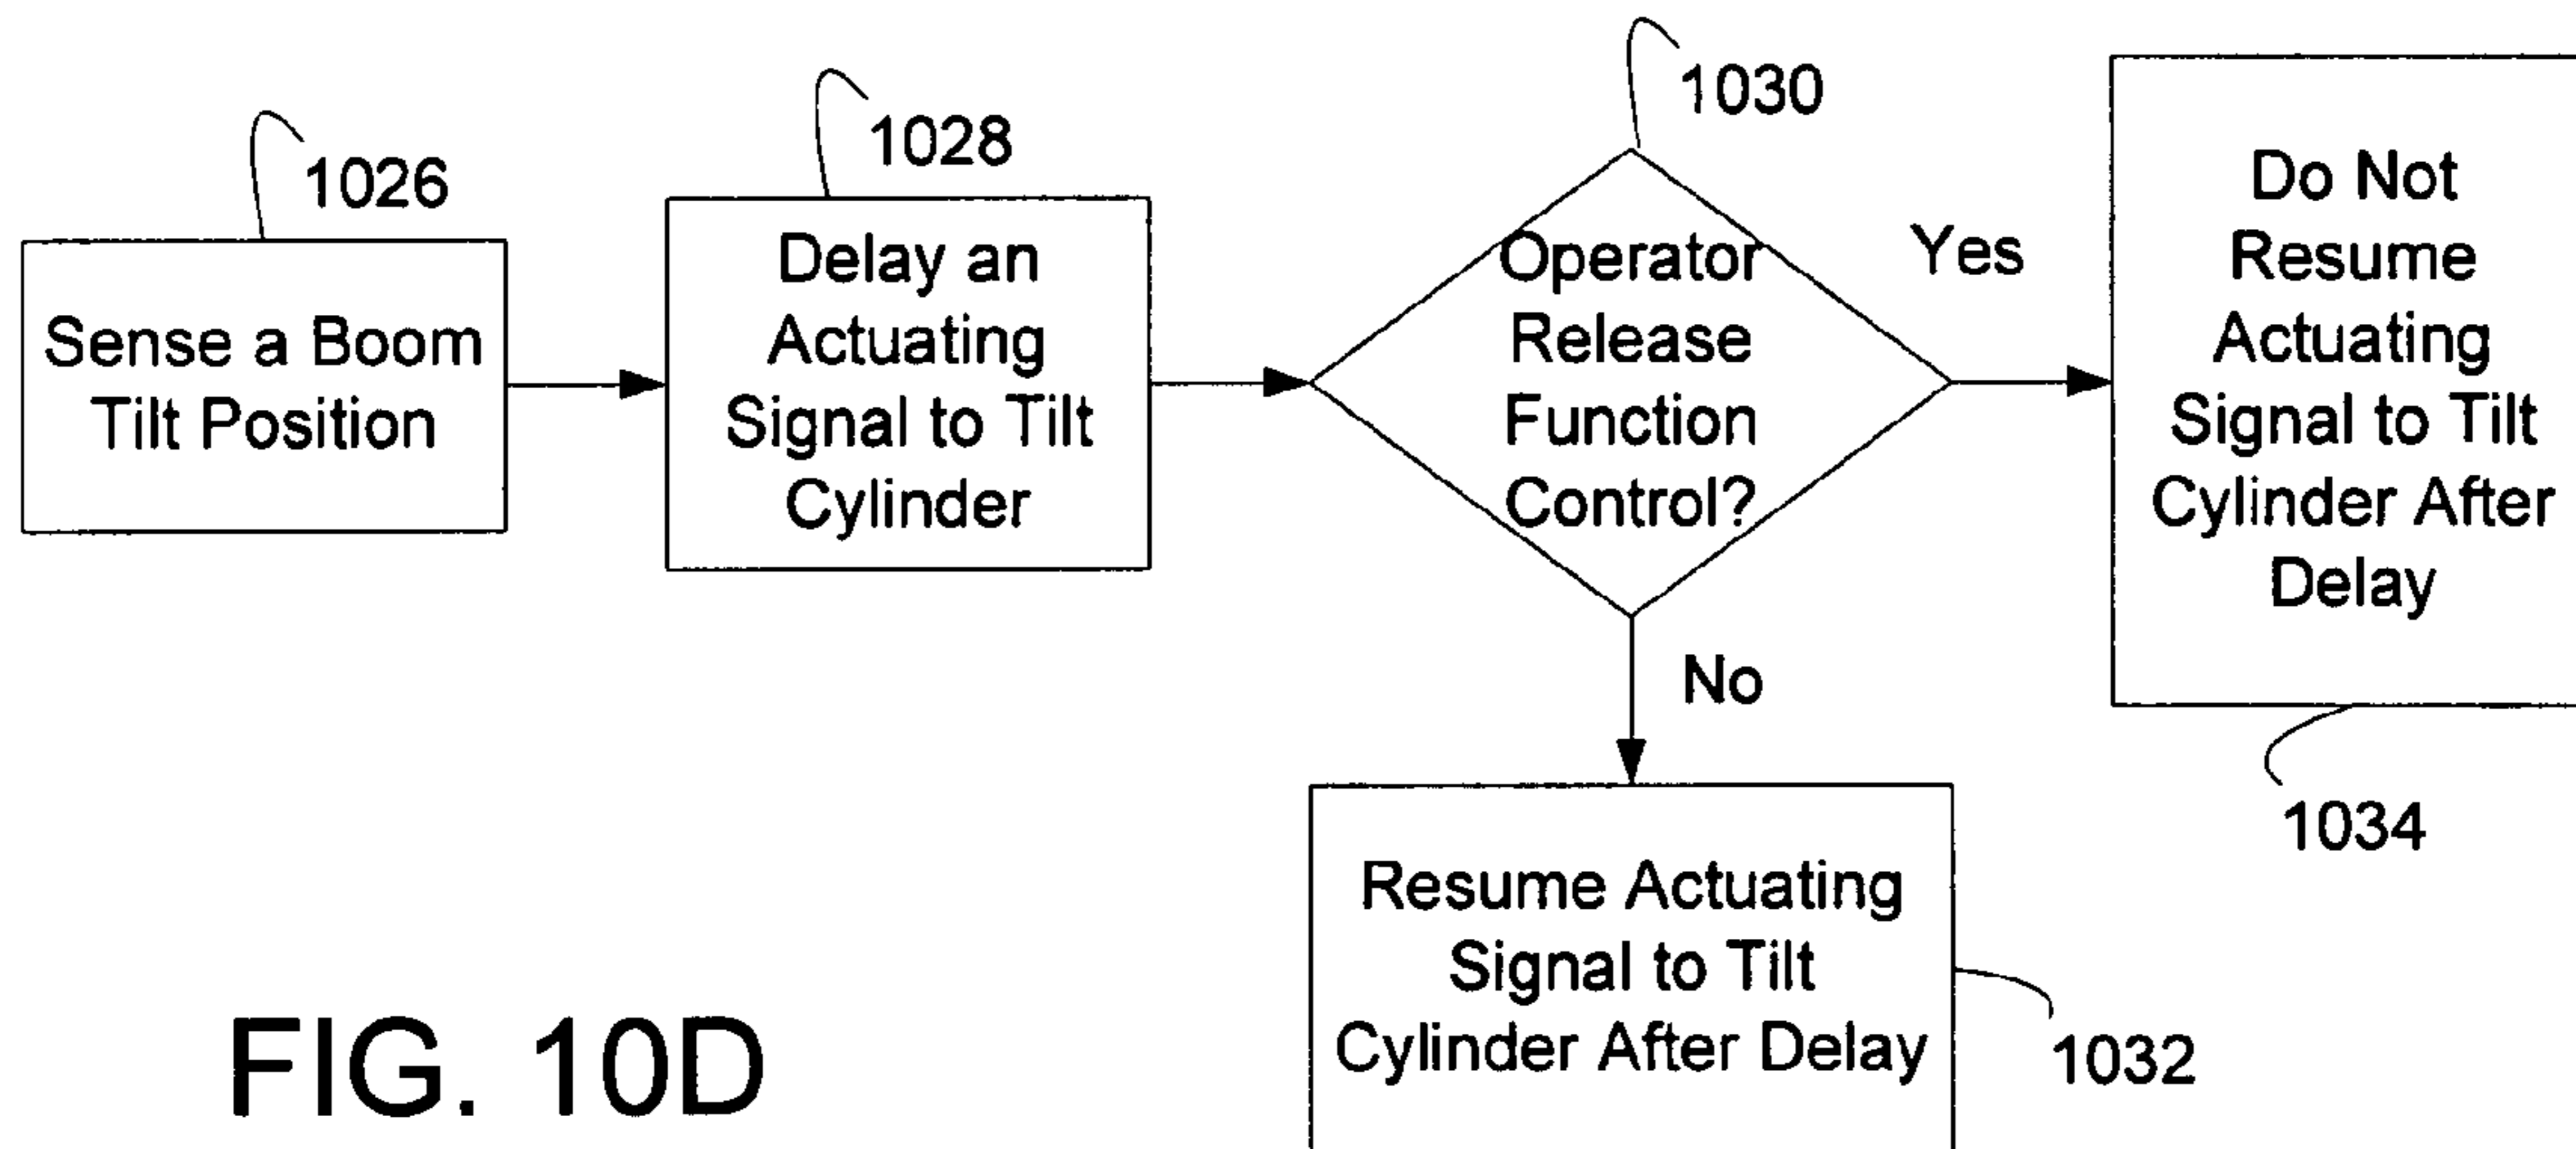 1026
Sense a Boom
Tilt Position
1028
Delay an
Actuating
Signal to Tilt
Cylinder
1030
Operator
Release
Function
Control?
Yes
Do Not
Resume
Actuating
Signal to Tilt
Cylinder After
Delay
1034
No
Resume Actuating
Signal to Tilt
Cylinder After Delay
1032
FIG. 10D